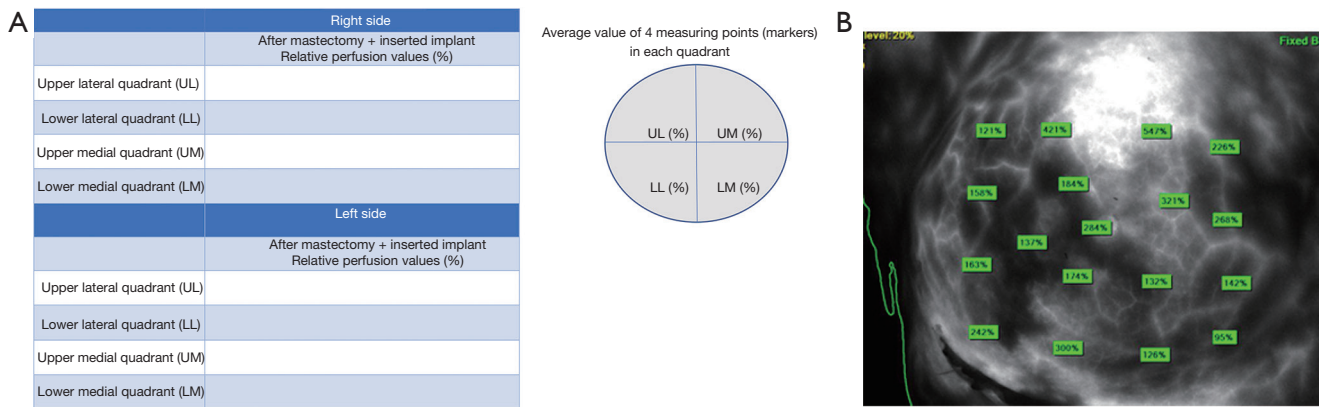 A
Right side
After mastectomy + inserted implant
Relative perfusion values (%)
Upper lateral quadrant (UL)
Lower lateral quadrant (LL)
Upper medial quadrant (UM)
Lower medial quadrant (LM)
Left side
After mastectomy + inserted implant
Relative perfusion values (%)
Upper lateral quadrant (UL)
Lower lateral quadrant (LL)
Upper medial quadrant (UM)
Lower medial quadrant (LM)
Average value of 4 measuring points (markers)
in each quadrant
UL (%) UM (%)
LL (%) LM (%)
B
level: 20%
Fixed B
121% 421% 547%
226%
158% 184%
321%
268%
284%
137%
163%
174% 132% 142%
242%
95%
300% 126%